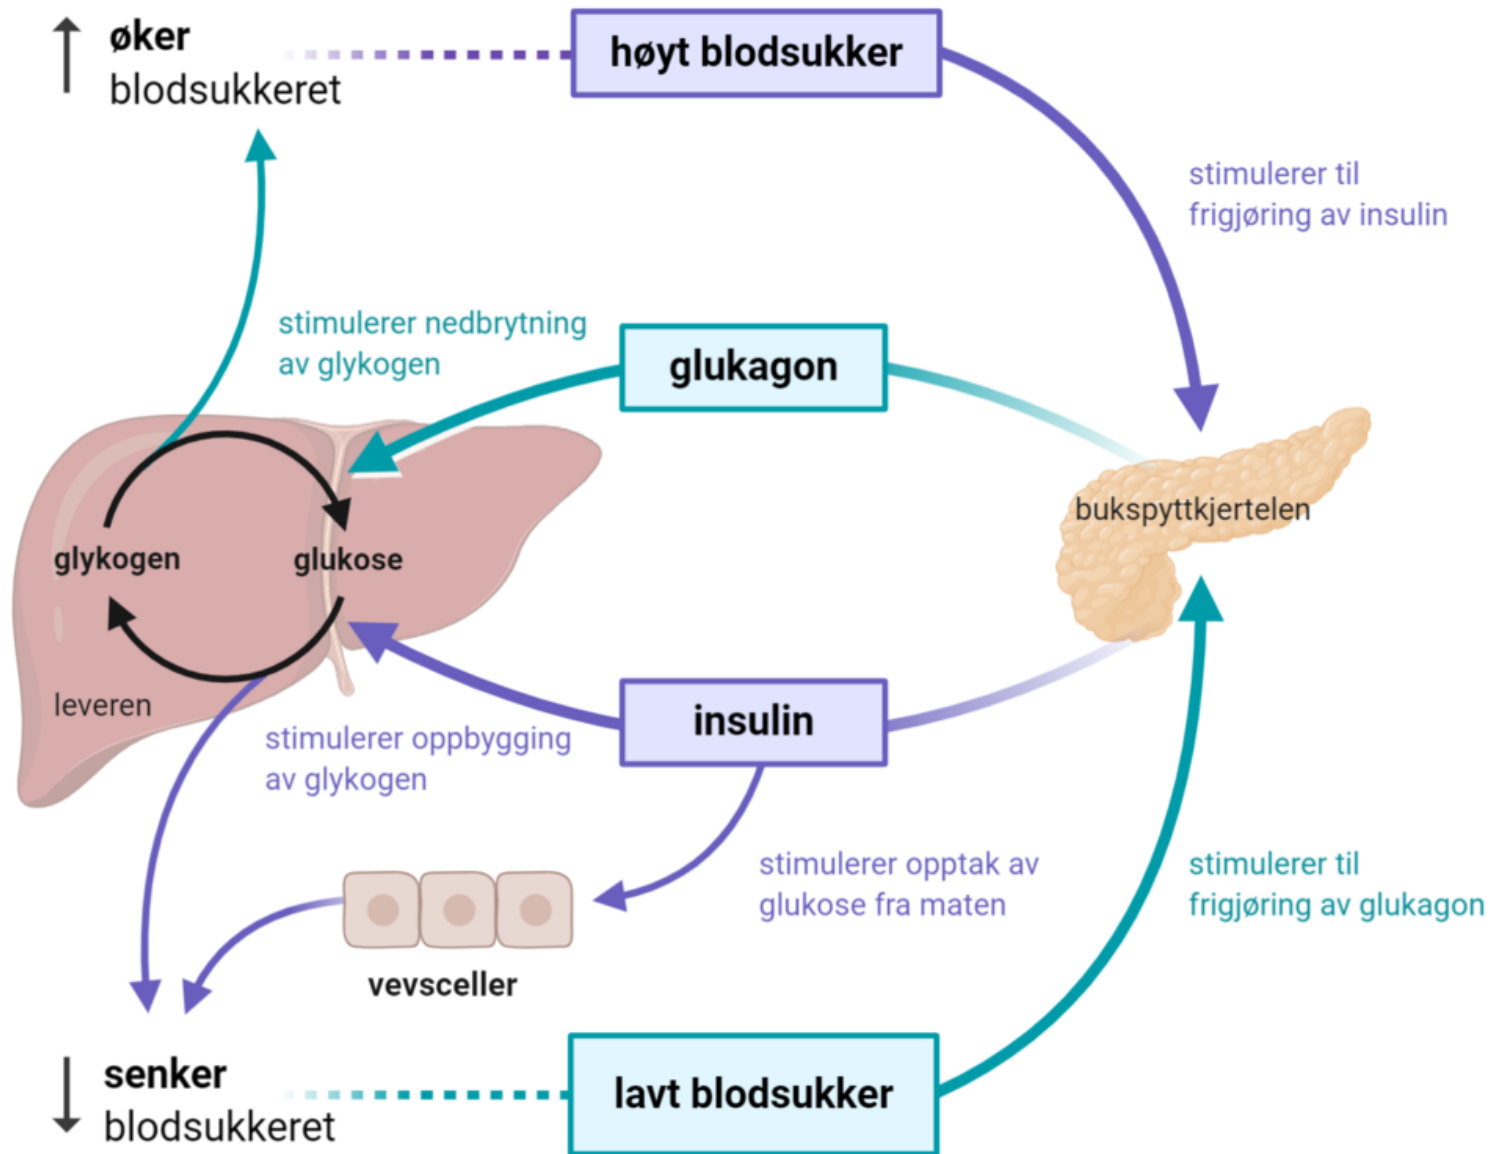 øker
blodsukkeret
høyt blodsukker
stimulerer til
frigjøring av insulin
stimulerer nedbrytning
av glykogen
glukagon
bukspyttkjertelen
glykogen
glukose
leveren
stimulerer oppbygging
av glykogen
insulin
stimulerer opptak av
glukose fra maten
stimulerer til
frigjøring av glukagon
vevsceller
senker
blodsukkeret
lavt blodsukker